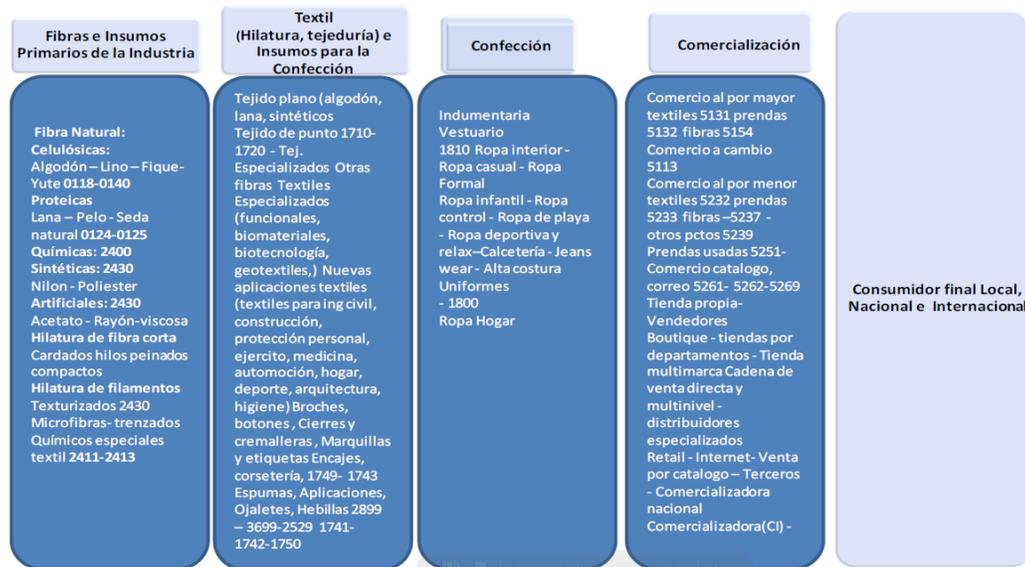 Fibras e Insumos
Primarios de la Industria
Fibra Natural:
Celulósicas:
Algodón – Lino – Fique-
Yute 0118-0140
Proteicas
Lana – Pelo - Seda
natural 0124-0125
Químicas: 2400
Sintéticas: 2430
Nilon - Poliester
Artificiales: 2430
Acetato - Rayón-viscosa
Hilatura de fibra corta
Cardados hilos peinados
compactos
Hilatura de filamentos
Texturizados 2430
Microfibras- trenzados
Químicos especiales
textil 2411-2413
Textil
(Hilatura, tejeduría) e
Insumos para la
Confección
Tejido plano (algodón,
lana, sintéticos
Tejido de punto 1710-
1720 - Tej.
Especializados Otras
fibras Textiles
Especializados
(funcionales,
biomateriales,
biotecnología,
geotextiles,) Nuevas
aplicaciones textiles
(textiles para ing civil,
construcción,
protección personal,
ejercito, medicina,
automoción, hogar,
deporte, arquitectura,
higiene) Broches,
botones , Cierres y
cremalleras , Marquillas
y etiquetas Encajes,
corsetería, 1749- 1743
Espumas, Aplicaciones,
Ojaletes, Hebillas 2899
– 3699-2529 1741-
1742-1750
Confección
Indumentaria
Vestuario
1810 Ropa interior -
Ropa casual - Ropa
Formal
Ropa infantil - Ropa
control - Ropa de playa
- Ropa deportiva y
relax–Calcetería - Jeans
wear - Alta costura
Uniformes
- 1800
Ropa Hogar
Comercialización
Comercio al por mayor
textiles 5131 prendas
5132 fibras 5154
Comercio a cambio
5113
Comercio al por menor
textiles 5232 prendas
5233 fibras –5237 -
otros pctos 5239
Prendas usadas 5251-
Comercio catalogo,
correo 5261- 5262-5269
Tienda propia-
Vendedores
Boutique - tiendas por
departamentos - Tienda
multimarca Cadena de
venta directa y
multinivel -
distribuidores
especializados
Retail - Internet- Venta
por catalogo – Terceros
- Comercializadora
nacional
Comercializadora(CI) -
Consumidor final Local,
Nacional e Internacional